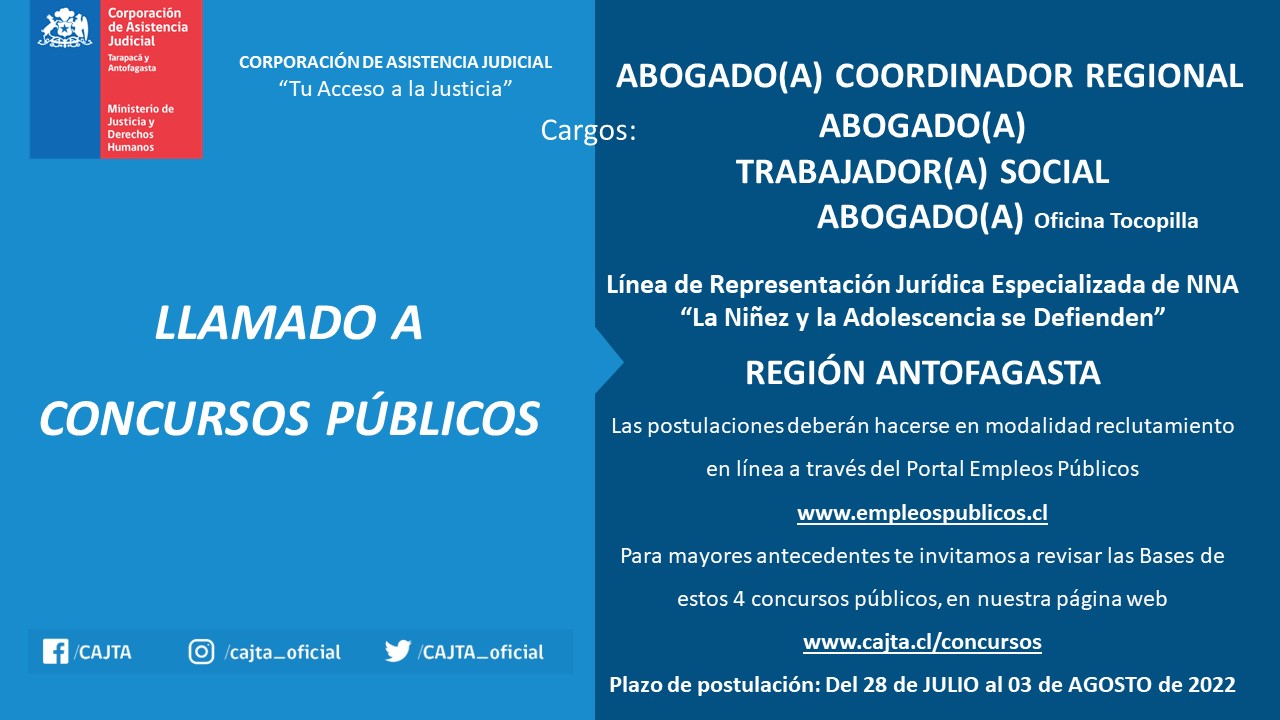 Corporación
de Asistencia
Judicial
Tarapacá y
Antofagasta
Ministerio de
Justicia y
Derechos
Humanos
CORPORACIÓN DE ASISTENCIA JUDICIAL
“Tu Acceso a la Justicia”
LLAMADO A
CONCURSOS PÚBLICOS
/CAJTA
/cajta_oficial
/CAJTA_oficial
Cargos:
ABOGADO(A) COORDINADOR REGIONAL
ABOGADO(A)
TRABAJADOR(A) SOCIAL
ABOGADO(A) Oficina Tocopilla
Línea de Representación Jurídica Especializada de NNA
“La Niñez y la Adolescencia se Defienden”
REGIÓN ANTOFAGASTA
Las postulaciones deberán hacerse en modalidad reclutamiento
en línea a través del Portal Empleos Públicos
www.empleospublicos.cl
Para mayores antecedentes te invitamos a revisar las Bases de
estos 4 concursos públicos, en nuestra página web
www.cajta.cl/concursos
Plazo de postulación: Del 28 de JULIO al 03 de AGOSTO de 2022